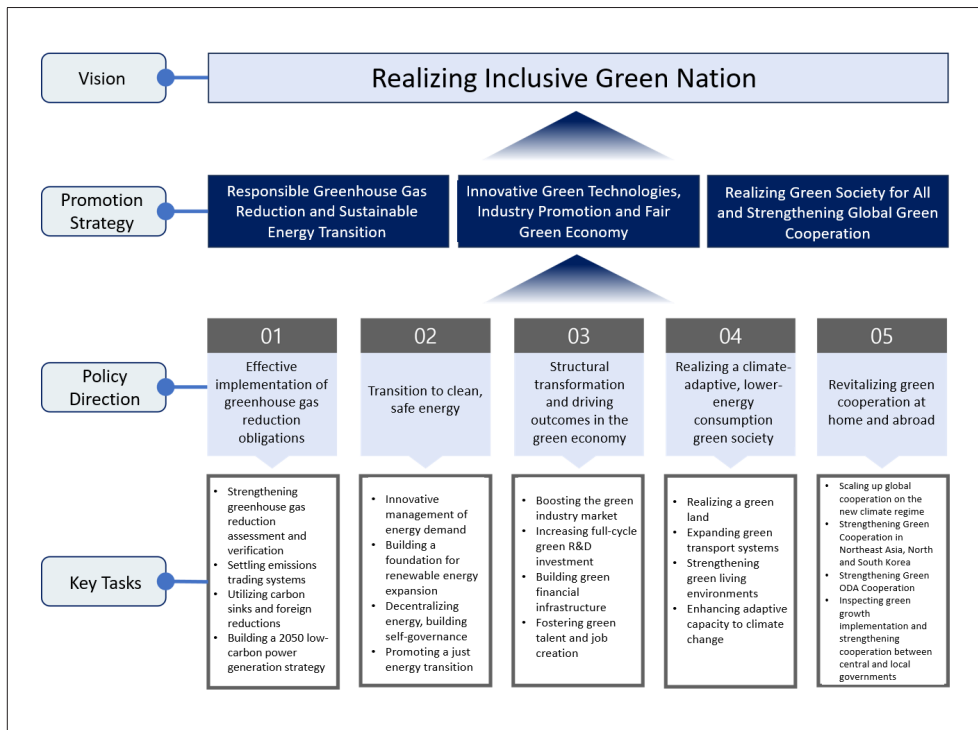 Vision
Realizing Inclusive Green Nation
Promotion
Strategy
Responsible Greenhouse Gas
Reduction and Sustainable
Energy Transition
Innovative Green Technologies,
Industry Promotion and Fair
Green Economy
Realizing Green Society for All
and Strengthening Global Green
Cooperation
Policy
Direction
01
Effective
implementation of
greenhouse gas
reduction
obligations
02
Transition to clean,
safe energy
03
Structural
transformation
and driving
outcomes in the
green economy
04
Realizing a climate-
adaptive, lower-
energy
consumption
green society
05
Revitalizing green
cooperation at
home and abroad
Key Tasks
• Strengthening
greenhouse gas
reduction
assessment and
verification
• Settling emissions
trading systems
• Utilizing carbon
sinks and foreign
reductions
• Building a 2050 low-
carbon power
generation strategy
• Innovative
management of
energy demand
• Building a
foundation for
renewable energy
expansion
• Decentralizing
energy, building
self-governance
• Promoting a just
energy transition
• Boosting the green
industry market
• Increasing full-cycle
green R&D
investment
• Building green
financial
infrastructure
• Fostering green
talent and job
creation
• Realizing a green
land
• Expanding green
transport systems
• Strengthening
green living
environments
• Enhancing adaptive
capacity to climate
change
• Scaling up global
cooperation on the
new climate regime
• Strengthening Green
Cooperation in
Northeast Asia, North
and South Korea
• Strengthening Green
ODA Cooperation
• Inspecting green
growth
implementation and
strengthening
cooperation between
central and local
governments